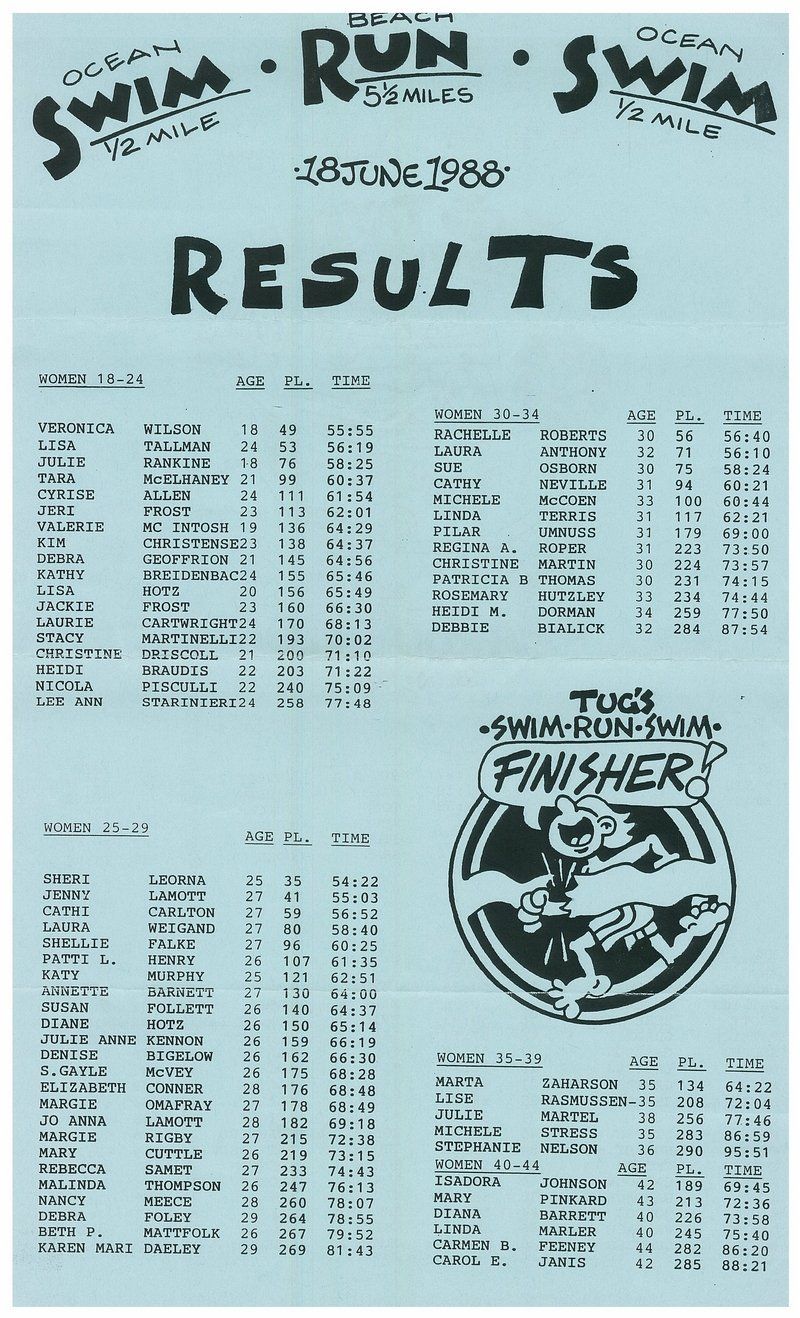 OCEAN SWIM 1/2 MILE • BEACH RUN 5 1/2 MILES • OCEAN SWIM 1/2 MILE
·18 JUNE 1988·
RESULTS
WOMEN 18-24 AGE PL. TIME
VERONICA WILSON 18 49 55:55
LISA TALLMAN 24 53 56:19
JULIE RANKINE 18 76 58:25
TARA McELHANEY 21 99 60:37
CYRISE ALLEN 24 111 61:54
JERI FROST 23 113 62:01
VALERIE MC INTOSH 19 136 64:29
KIM CHRISTENSE23 138 64:37
DEBRA GEOFFRION 21 145 64:56
KATHY BREIDENBAC24 155 65:46
LISA HOTZ 20 156 65:49
JACKIE FROST 23 160 66:30
LAURIE CARTWRIGHT24 170 68:13
STACY MARTINELLI22 193 70:02
CHRISTINE DRISCOLL 21 200 71:10
HEIDI BRAUDIS 22 203 71:22
NICOLA PISCULLI 22 240 75:09
LEE ANN STARINIERI24 258 77:48
WOMEN 25-29 AGE PL. TIME
SHERI LEORNA 25 35 54:22
JENNY LAMOTT 27 41 55:03
CATHI CARLTON 27 59 56:52
LAURA WEIGAND 27 80 58:40
SHELLIE FALKE 27 96 60:25
PATTI L. HENRY 26 107 61:35
KATY MURPHY 25 121 62:51
ANNETTE BARNETT 27 130 64:00
SUSAN FOLLETT 26 140 64:37
DIANE HOTZ 26 150 65:14
JULIE ANNE KENNON 26 159 66:19
DENISE BIGELOW 26 162 66:30
S.GAYLE McVEY 26 175 68:28
ELIZABETH CONNER 28 176 68:48
MARGIE OMAFRAY 27 178 68:49
JO ANNA LAMOTT 28 182 69:18
MARGIE RIGBY 27 215 72:38
MARY CUTTLE 26 219 73:15
REBECCA SAMET 27 233 74:43
MALINDA THOMPSON 26 247 76:13
NANCY MEECE 28 260 78:07
DEBRA FOLEY 29 264 78:55
BETH P. MATTFOLK 26 267 79:52
KAREN MARI DAELEY 29 269 81:43
WOMEN 30-34 AGE PL. TIME
RACHELLE ROBERTS 30 56 56:40
LAURA ANTHONY 32 71 56:10
SUE OSBORN 30 75 58:24
CATHY NEVILLE 31 94 60:21
MICHELE McCOEN 33 100 60:44
LINDA TERRIS 31 117 62:21
PILAR UMNUSS 31 179 69:00
REGINA A. ROPER 31 223 73:50
CHRISTINE MARTIN 30 224 73:57
PATRICIA B THOMAS 30 231 74:15
ROSEMARY HUTZLEY 33 234 74:44
HEIDI M. DORMAN 34 259 77:50
DEBBIE BIALICK 32 284 87:54
TUG'S
·SWIM·RUN·SWIM·
FINISHER!
WOMEN 35-39 AGE PL. TIME
MARTA ZAHARSON 35 134 64:22
LISE RASMUSSEN-35 208 72:04
JULIE MARTEL 38 256 77:46
MICHELE STRESS 35 283 86:59
STEPHANIE NELSON 36 290 95:51
WOMEN 40-44 AGE PL. TIME
ISADORA JOHNSON 42 189 69:45
MARY PINKARD 43 213 72:36
DIANA BARRETT 40 226 73:58
LINDA MARLER 40 245 75:40
CARMEN B. FEENEY 44 282 86:20
CAROL E. JANIS 42 285 88:21